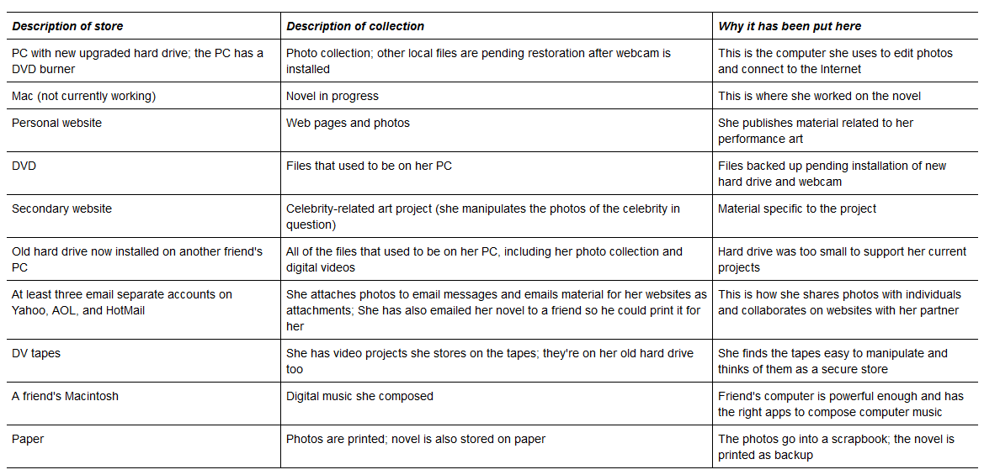 Description of store
Description of collection
Why it has been put here
PC with new upgraded hard drive; the PC has a
DVD burner
Photo collection; other local files are pending restoration after webcam is
installed
This is the computer she uses to edit photos
and connect to the Internet
Mac (not currently working)
Novel in progress
This is where she worked on the novel
Personal website
Web pages and photos
She publishes material related to her
performance art
DVD
Files that used to be on her PC
Files backed up pending installation of new
hard drive and webcam
Secondary website
Celebrity-related art project (she manipulates the photos of the celebrity in
question)
Material specific to the project
Old hard drive now installed on another friend's
PC
All of the files that used to be on her PC, including her photo collection and
digital videos
Hard drive was too small to support her current
projects
At least three email separate accounts on
Yahoo, AOL, and HotMail
She attaches photos to email messages and emails material for her websites as
attachments; She has also emailed her novel to a friend so he could print it for
her
This is how she shares photos with individuals
and collaborates on websites with her partner
DV tapes
She has video projects she stores on the tapes; they're on her old hard drive
too
She finds the tapes easy to manipulate and
thinks of them as a secure store
A friend's Macintosh
Digital music she composed
Friend's computer is powerful enough and has
the right apps to compose computer music
Paper
Photos are printed; novel is also stored on paper
The photos go into a scrapbook; the novel is
printed as backup